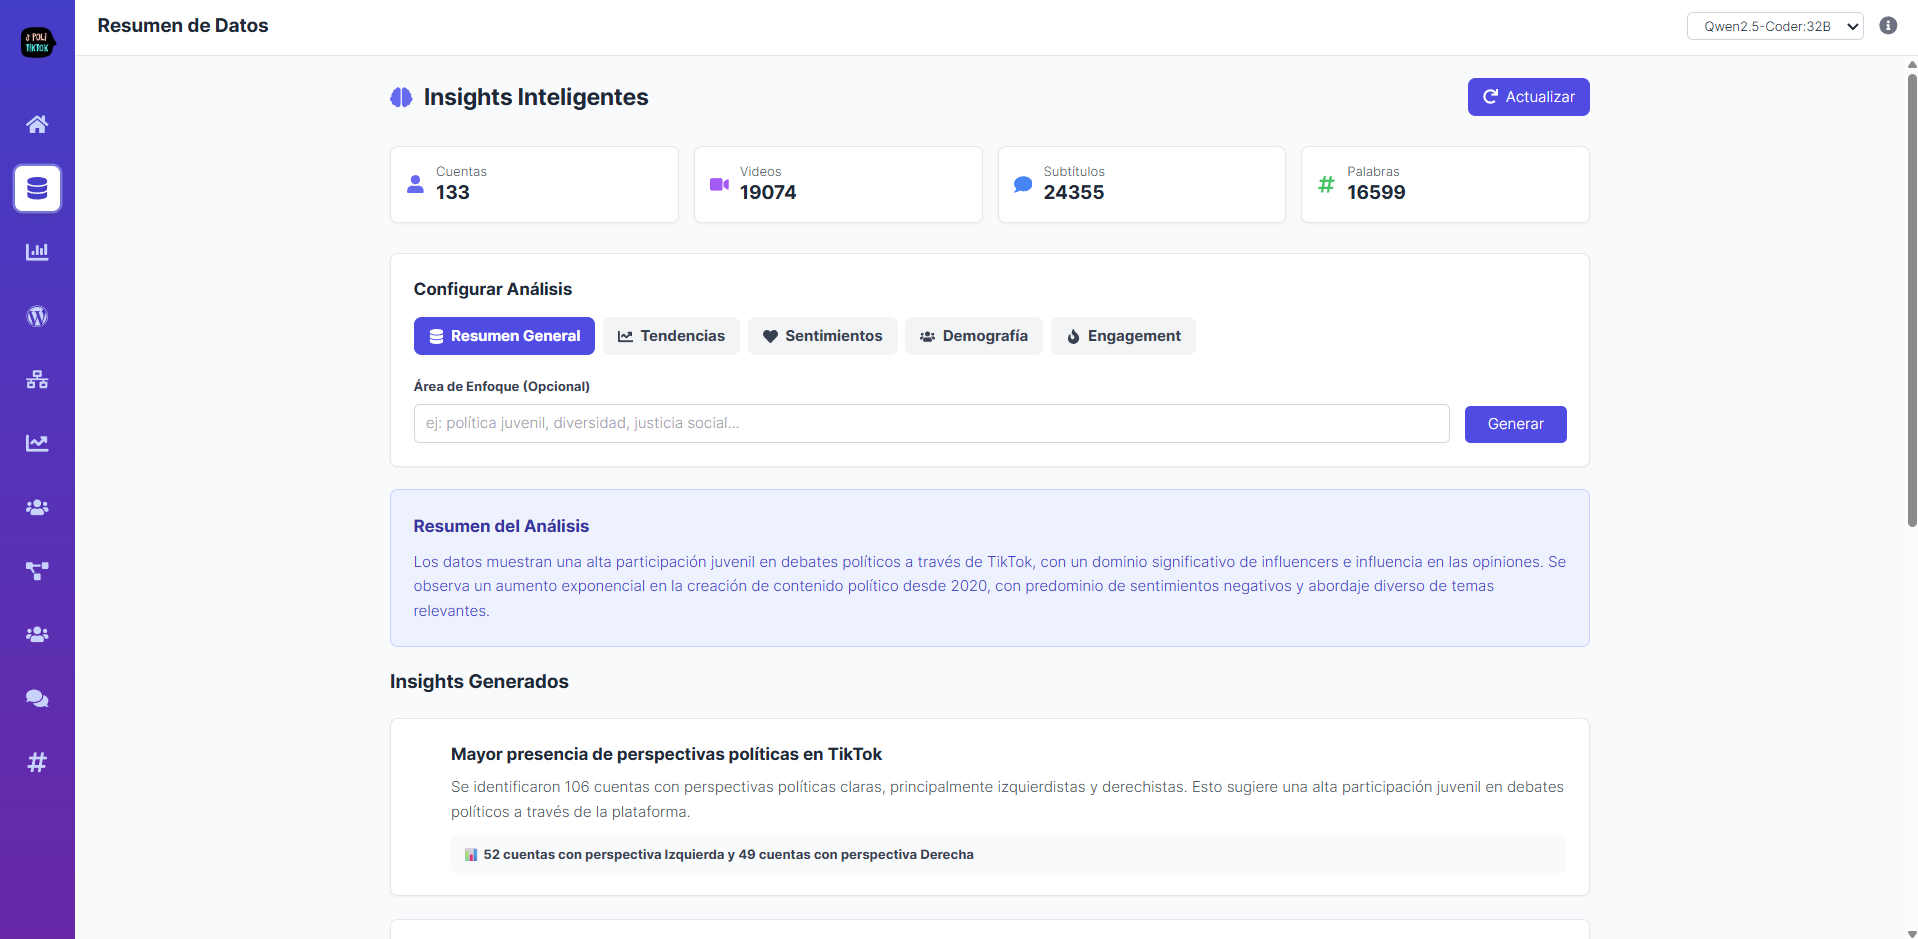 ♪ POLI
TIKTOK
Resumen de Datos
Qwen2.5-Coder:32B
Insights Inteligentes
Actualizar
Cuentas
133
Videos
19074
Subtítulos
24355
Palabras
16599
Configurar Análisis
Resumen General
Tendencias
Sentimientos
Demografía
Engagement
Área de Enfoque (Opcional)
ej: política juvenil, diversidad, justicia social...
Generar
Resumen del Análisis
Los datos muestran una alta participación juvenil en debates políticos a través de TikTok, con un dominio significativo de influencers e influencia en las opiniones. Se
observa un aumento exponencial en la creación de contenido político desde 2020, con predominio de sentimientos negativos y abordaje diverso de temas
relevantes.
Insights Generados
Mayor presencia de perspectivas políticas en TikTok
Se identificaron 106 cuentas con perspectivas políticas claras, principalmente izquierdistas y derechistas. Esto sugiere una alta participación juvenil en debates
políticos a través de la plataforma.
📊 52 cuentas con perspectiva Izquierda y 49 cuentas con perspectiva Derecha